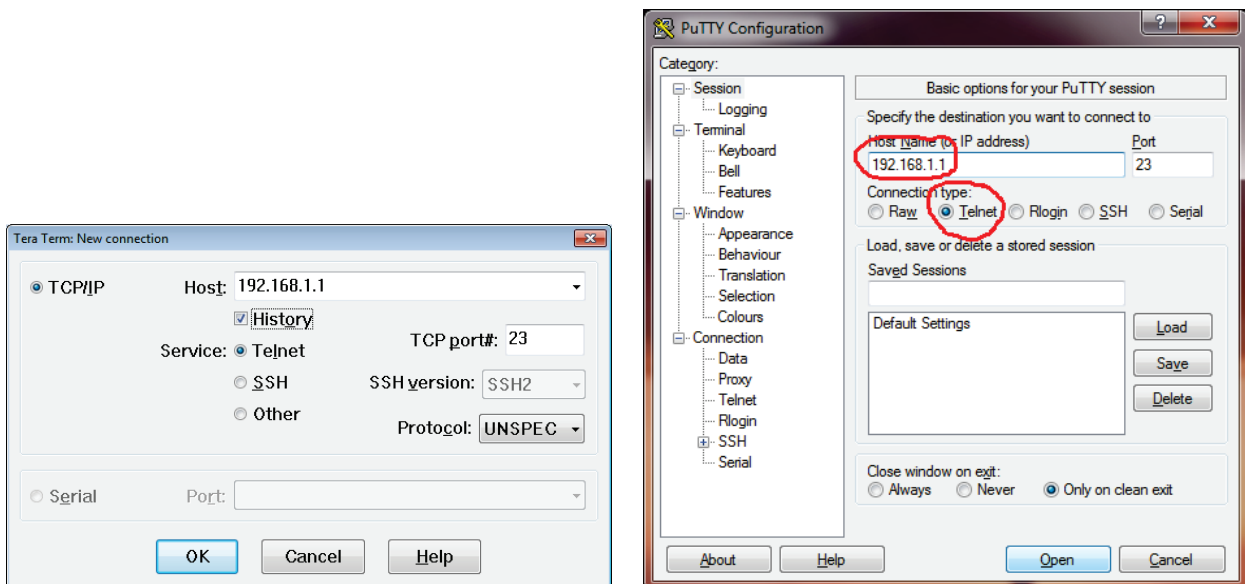 Tera Term: New connection
TCP/IP
Host: 192.168.1.1
History
Service: Telnet
TCP port#: 23
SSH
SSH version: SSH2
Other
Protocol: UNSPEC
Serial
Port:
OK Cancel Help
PuTTY Configuration
Category:
Session
Logging
Terminal
Keyboard
Bell
Features
Window
Appearance
Behaviour
Translation
Selection
Colours
Connection
Data
Proxy
Telnet
Rlogin
SSH
Serial
Basic options for your PuTTY session
Specify the destination you want to connect to
Host Name (or IP address) Port
192.168.1.1 23
Connection type:
Raw Telnet Rlogin SSH Serial
Load, save or delete a stored session
Saved Sessions
Default Settings
Load
Save
Delete
Close window on exit:
Always Never Only on clean exit
About Help Open Cancel